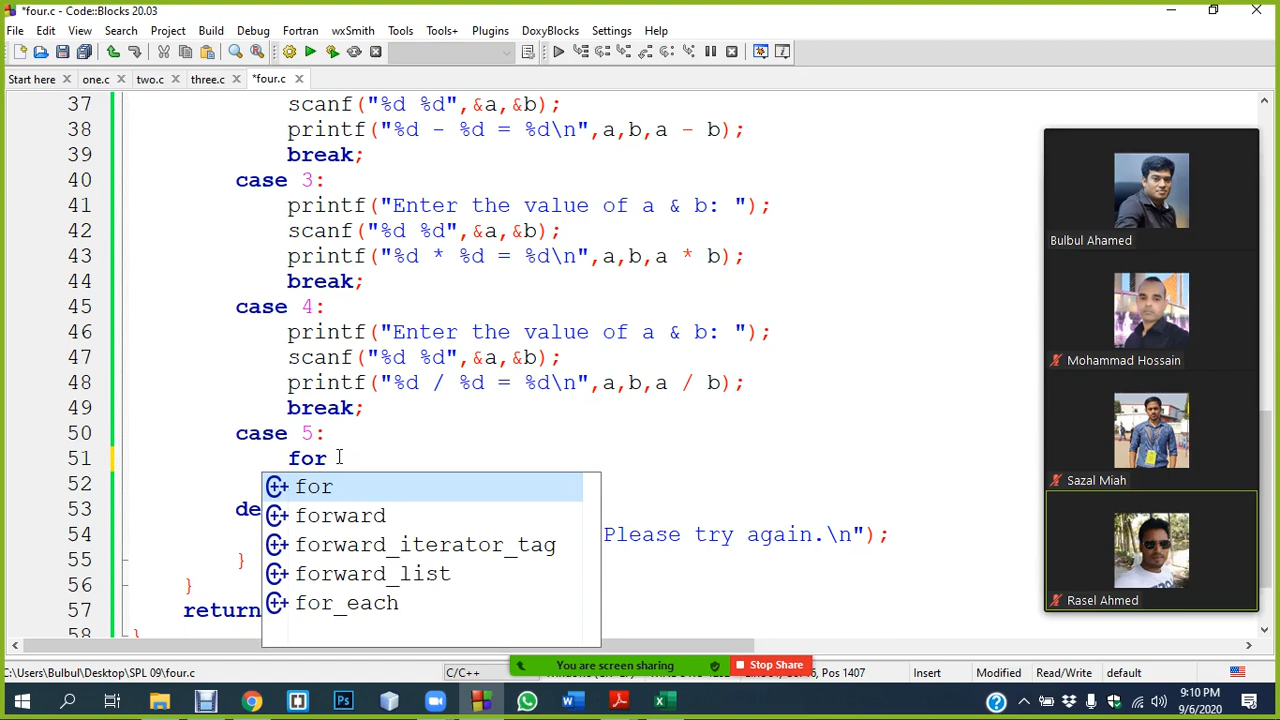 *four.c - Code::Blocks 20.03
File Edit View Search Project Build Debug Fortran wxSmith Tools Tools+ Plugins DoxyBlocks Settings Help
Start here one.c two.c three.c *four.c
37 scanf("%d %d",&a,&b);
38 printf("%d - %d = %d\n",a,b,a - b);
39 break;
40 case 3:
41 printf("Enter the value of a & b: ");
42 scanf("%d %d",&a,&b);
43 printf("%d * %d = %d\n",a,b,a * b);
44 break;
45 case 4:
46 printf("Enter the value of a & b: ");
47 scanf("%d %d",&a,&b);
48 printf("%d / %d = %d\n",a,b,a / b);
49 break;
50 case 5:
51 for
52
53 de
54 Please try again.\n");
55 }
56 }
57 return
58 }
for
forward
forward_iterator_tag
forward_list
for_each
Bulbul Ahamed
Mohammad Hossain
Sazal Miah
Rasel Ahmed
C:\Users\Bulbul\Desktop\SPL 09\four.c C/C++ Pos 1407 Insert Modified Read/Write default
You are screen sharing Stop Share
9:10 PM
9/6/2020